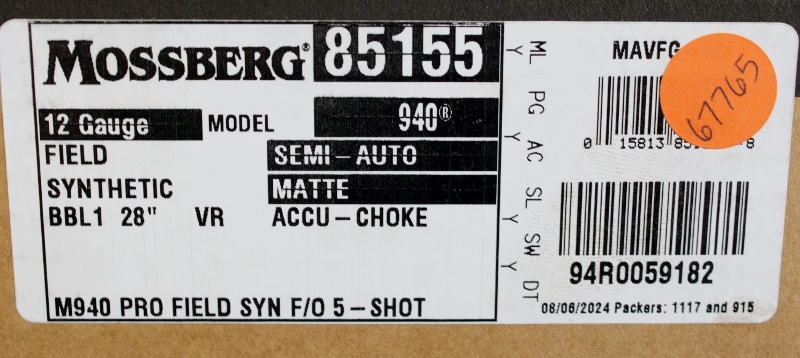 MOSSBERG® 85155
12 Gauge MODEL 940®
FIELD SEMI-AUTO
SYNTHETIC MATTE
BBL1 28" VR ACCU-CHOKE
M940 PRO FIELD SYN F/O 5-SHOT
ML PG AC SL SW DT
Y Y Y Y
MAVFG
67765
0 15813 8
94R0059182
08/06/2024 Packers: 1117 and 915